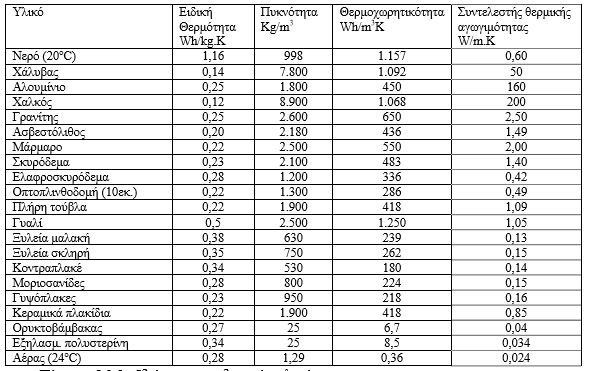 Υλικό Ειδική Πυκνότητα Θερμοχωρητικότητα Συντελεστής θερμικής
Θερμότητα Kg/m³ Wh/m³K αγωγιμότητας
Wh/kg.K W/m.K
Νερό (20°C) 1,16 998 1.157 0,60
Χάλυβας 0,14 7.800 1.092 50
Αλουμίνιο 0,25 1.800 450 160
Χαλκός 0,12 8.900 1.068 200
Γρανίτης 0,25 2.600 650 2,50
Ασβεστόλιθος 0,20 2.180 436 1,49
Μάρμαρο 0,22 2.500 550 2,00
Σκυρόδεμα 0,23 2.100 483 1,40
Ελαφροσκυρόδεμα 0,28 1.200 336 0,42
Οπτοπλινθοδομή (10εκ.) 0,22 1.300 286 0,49
Πλήρη τούβλα 0,22 1.900 418 1,09
Γυαλί 0,5 2.500 1.250 1,05
Ξυλεία μαλακή 0,38 630 239 0,13
Ξυλεία σκληρή 0,35 750 262 0,15
Κοντραπλακέ 0,34 530 180 0,14
Μοριοσανίδες 0,28 800 224 0,15
Γυψόπλακες 0,23 950 218 0,16
Κεραμικά πλακίδια 0,22 1.900 418 0,85
Ορυκτοβάμβακας 0,27 25 6,7 0,04
Εξηλασμ. πολυστερίνη 0,34 25 8,5 0,034
Αέρας (24°C) 0,28 1,29 0,36 0,024